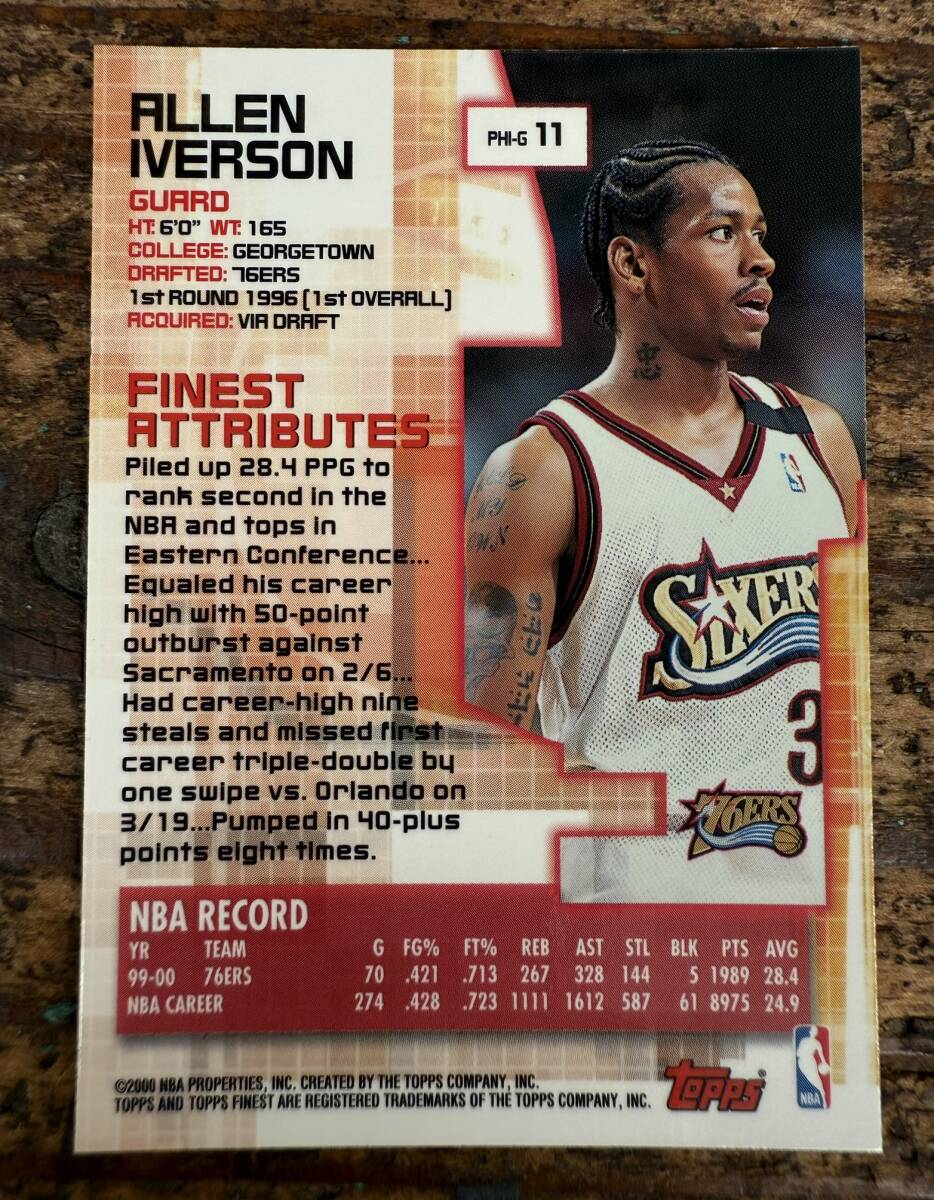 ALLEN
IVERSON
GUARD
HT: 6'0" WT: 165
COLLEGE: GEORGETOWN
DRAFTED: 76ERS
1st ROUND 1996 (1st OVERALL)
ACQUIRED: VIA DRAFT
PHI-G 11
FINEST
ATTRIBUTES
Piled up 28.4 PPG to
rank second in the
NBA and tops in
Eastern Conference...
Equaled his career
high with 50-point
outburst against
Sacramento on 2/6...
Had career-high nine
steals and missed first
career triple-double by
one swipe vs. Orlando on
3/19...Pumped in 40-plus
points eight times.
忠
MY
OWN
SIXER
3
76ERS
NBA RECORD
YR TEAM G FG% FT% REB AST STL BLK PTS AVG
99-00 76ERS 70 .421 .713 267 328 144 5 1989 28.4
NBA CAREER 274 .428 .723 1111 1612 587 61 8975 24.9
©2000 NBA PROPERTIES, INC. CREATED BY THE TOPPS COMPANY, INC.
TOPPS AND TOPPS FINEST ARE REGISTERED TRADEMARKS OF THE TOPPS COMPANY, INC.
topps®
NBA